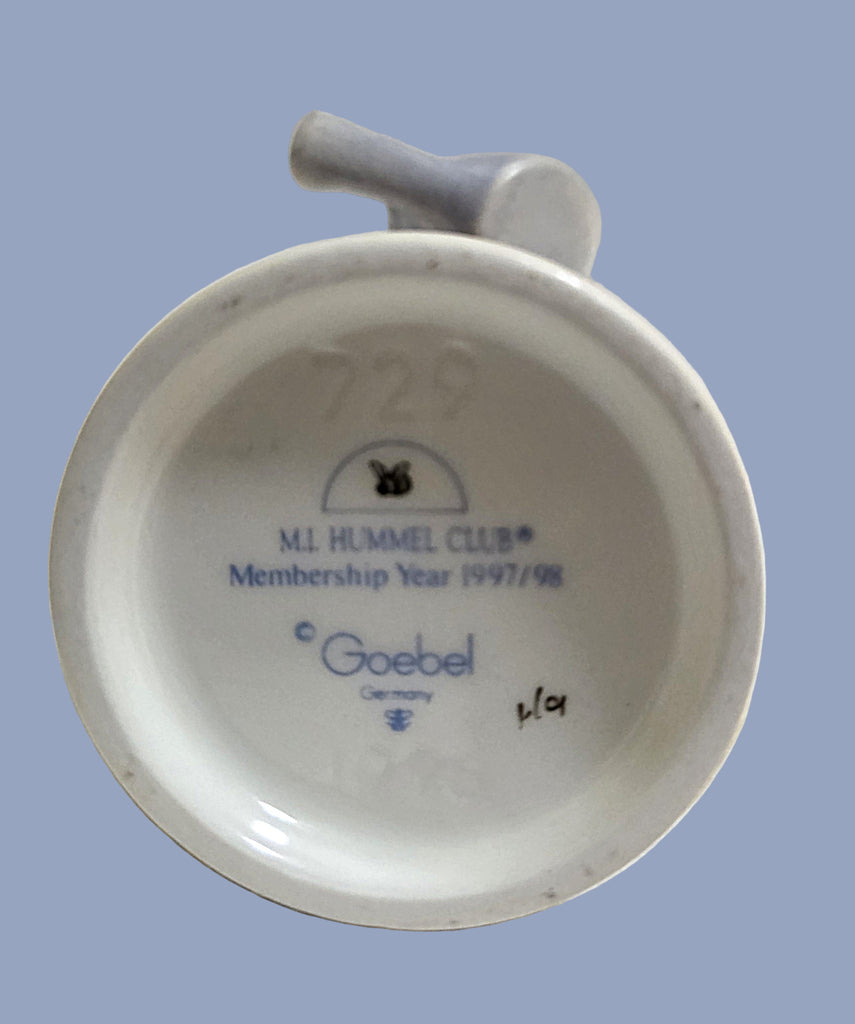 729
M.I. HUMMEL CLUB®
Membership Year 1997/98
© Goebel
Germany